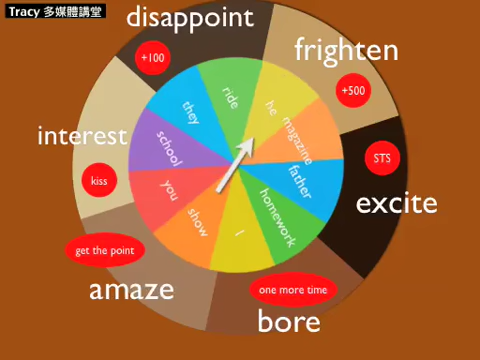 Tracy 多媒體講堂
disappoint
+100
frighten
+500
interest
kiss
STS
excite
get the point
amaze
one more time
bore
ride
he
magazine
father
homework
I
show
you
school
they